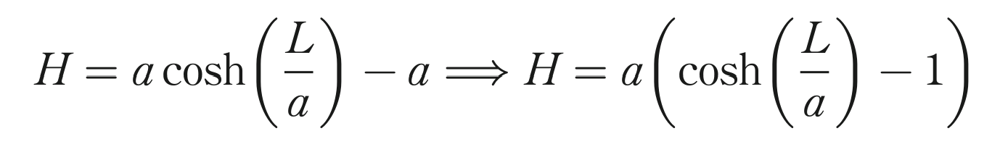 H = a cosh(L/a) − a ⟹ H = a(cosh(L/a) − 1)